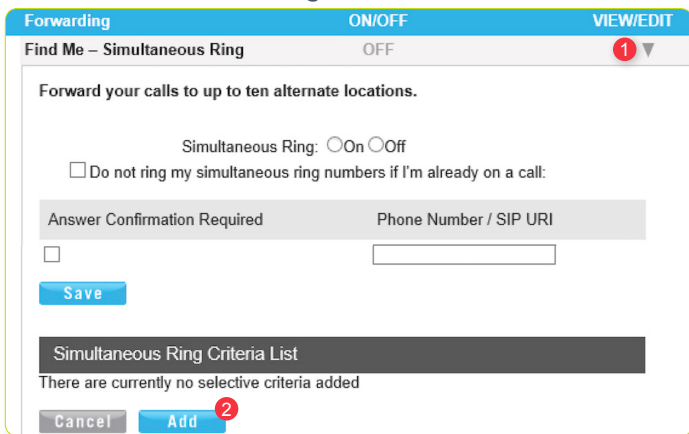 Forwarding ON/OFF VIEW/EDIT
Find Me – Simultaneous Ring OFF 1
Forward your calls to up to ten alternate locations.
Simultaneous Ring: On Off
Do not ring my simultaneous ring numbers if I'm already on a call:
Answer Confirmation Required Phone Number / SIP URI
Save
Simultaneous Ring Criteria List
There are currently no selective criteria added
Cancel Add 2